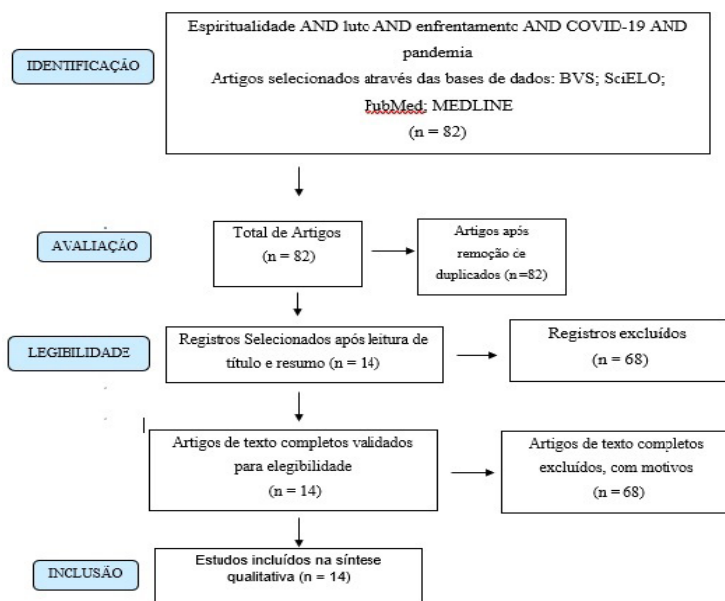 Espiritualidade AND luto AND enfrentamento AND COVID-19 AND
pandemia
Artigos selecionados através das bases de dados: BVS; SciELO;
PubMed; MEDLINE
(n = 82)
IDENTIFICAÇÃO
AVALIAÇÃO
Total de Artigos
(n = 82)
Artigos após
remoção de
duplicados (n=82)
LEGIBILIDADE
Registros Selecionados após leitura de
título e resumo (n = 14)
Registros excluídos
(n = 68)
Artigos de texto completos validados
para elegibilidade
(n = 14)
Artigos de texto completos
excluídos, com motivos
(n = 68)
INCLUSÃO
Estudos incluídos na síntese
qualitativa (n = 14)